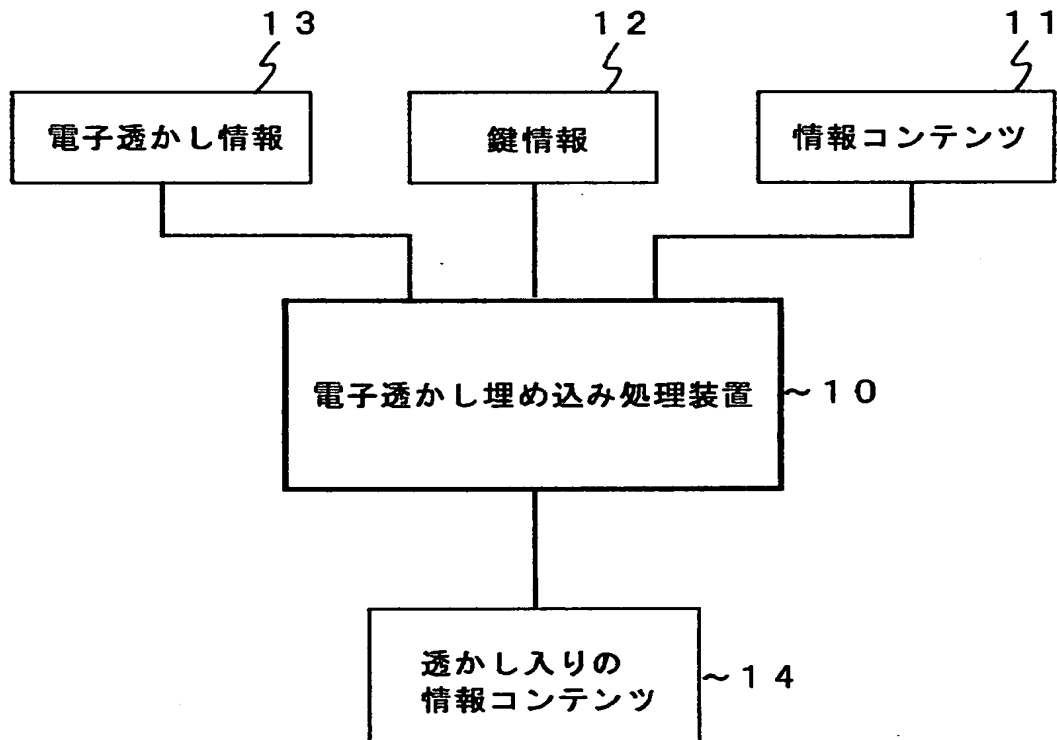 １３
１２
１１
電子透かし情報
鍵情報
情報コンテンツ
電子透かし埋め込み処理装置
～１０
透かし入りの
情報コンテンツ
～１４